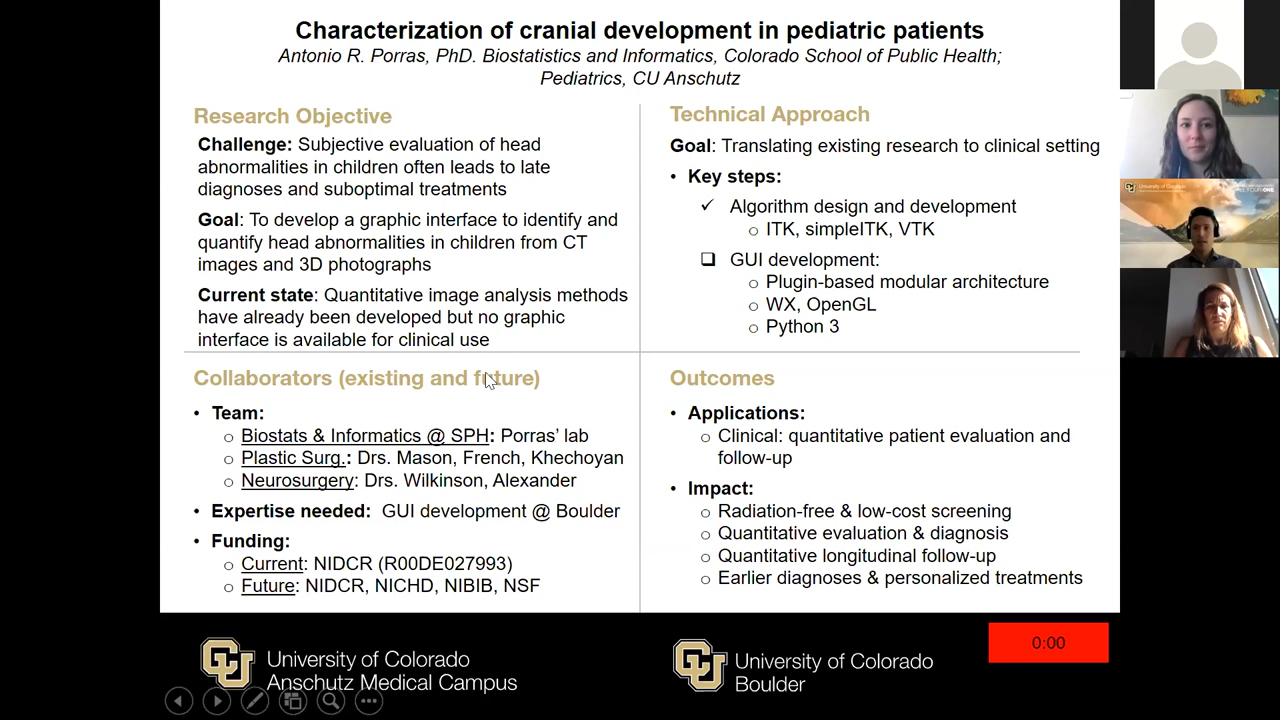 Characterization of cranial development in pediatric patients
Antonio R. Porras, PhD. Biostatistics and Informatics, Colorado School of Public Health;
Pediatrics, CU Anschutz
Research Objective
Challenge: Subjective evaluation of head
abnormalities in children often leads to late
diagnoses and suboptimal treatments
Goal: To develop a graphic interface to identify and
quantify head abnormalities in children from CT
images and 3D photographs
Current state: Quantitative image analysis methods
have already been developed but no graphic
interface is available for clinical use
Technical Approach
Goal: Translating existing research to clinical setting
• Key steps:
✓ Algorithm design and development
o ITK, simpleITK, VTK
❑ GUI development:
o Plugin-based modular architecture
o WX, OpenGL
o Python 3
Collaborators (existing and future)
• Team:
o Biostats & Informatics @ SPH: Porras' lab
o Plastic Surg.: Drs. Mason, French, Khechoyan
o Neurosurgery: Drs. Wilkinson, Alexander
• Expertise needed: GUI development @ Boulder
• Funding:
o Current: NIDCR (R00DE027993)
o Future: NIDCR, NICHD, NIBIB, NSF
Outcomes
• Applications:
o Clinical: quantitative patient evaluation and
follow-up
• Impact:
o Radiation-free & low-cost screening
o Quantitative evaluation & diagnosis
o Quantitative longitudinal follow-up
o Earlier diagnoses & personalized treatments
University of Colorado
Anschutz Medical Campus
University of Colorado
Boulder
0:00